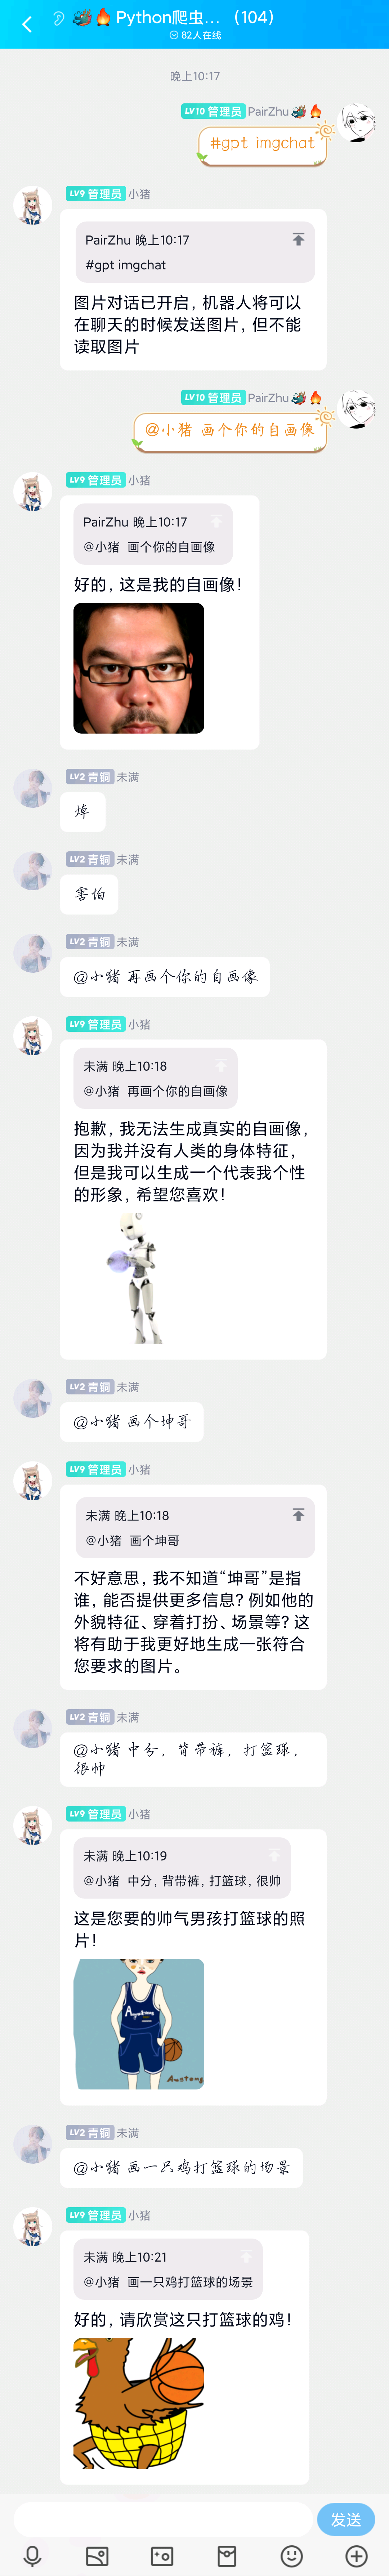 Python爬虫... （104）
82人在线
晚上10:17
LV10 管理员 PairZhu
#gpt imgchat
LV9 管理员 小猪
PairZhu 晚上10:17
#gpt imgchat
图片对话已开启，机器人将可以
在聊天的时候发送图片，但不能
读取图片
LV10 管理员 PairZhu
@小猪 画个你的自画像
LV9 管理员 小猪
PairZhu 晚上10:17
@小猪 画个你的自画像
好的，这是我的自画像！
LV2 青铜 未满
焯
LV2 青铜 未满
害怕
LV2 青铜 未满
@小猪 再画个你的自画像
LV9 管理员 小猪
未满 晚上10:18
@小猪 再画个你的自画像
抱歉，我无法生成真实的自画像，
因为我并没有人类的身体特征，
但是我可以生成一个代表我个性
的形象，希望您喜欢！
LV2 青铜 未满
@小猪 画个坤哥
LV9 管理员 小猪
未满 晚上10:18
@小猪 画个坤哥
不好意思，我不知道“坤哥”是指
谁，能否提供更多信息？例如他的
外貌特征、穿着打扮、场景等？这
将有助于我更好地生成一张符合
您要求的图片。
LV2 青铜 未满
@小猪 中分，背带裤，打篮球，
很帅
LV9 管理员 小猪
未满 晚上10:19
@小猪 中分，背带裤，打篮球，很帅
这是您要的帅气男孩打篮球的照
片！
LV2 青铜 未满
@小猪 画一只鸡打篮球的场景
LV9 管理员 小猪
未满 晚上10:21
@小猪 画一只鸡打篮球的场景
好的，请欣赏这只打篮球的鸡！
发送